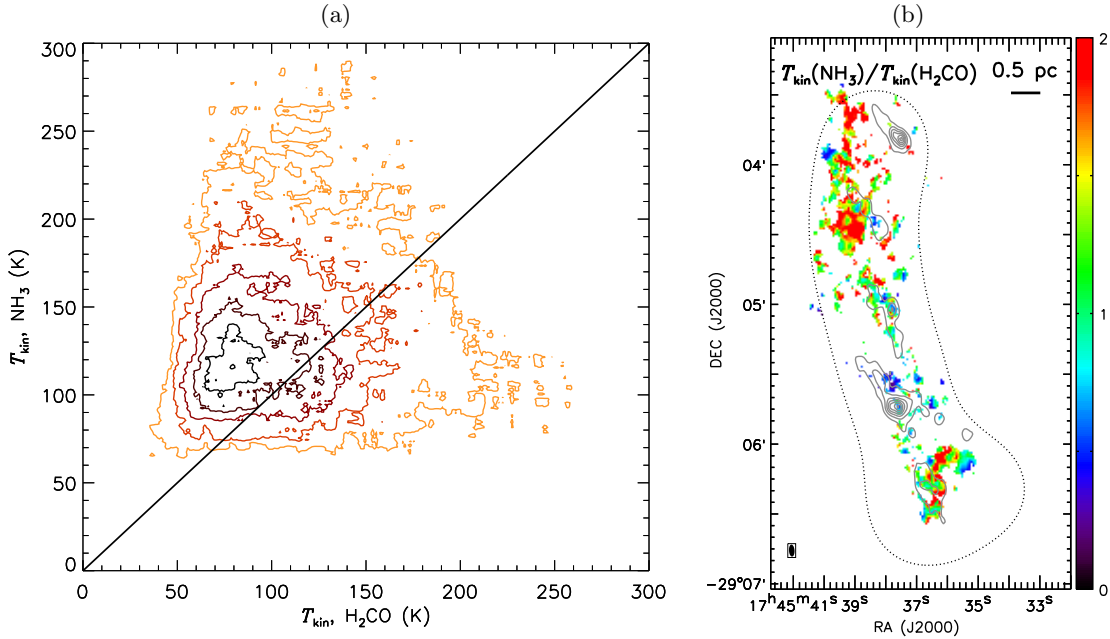 (a)
300
250
200
150
100
50
0
T_kin, NH₃ (K)
0 50 100 150 200 250 300
T_kin, H₂CO (K)
(b)
T_kin(NH₃)/T_kin(H₂CO) 0.5 pc
04'
05'
06'
-29°07'
DEC (J2000)
17ʰ45ᵐ41ˢ 39ˢ 37ˢ 35ˢ 33ˢ
RA (J2000)
2
1
0